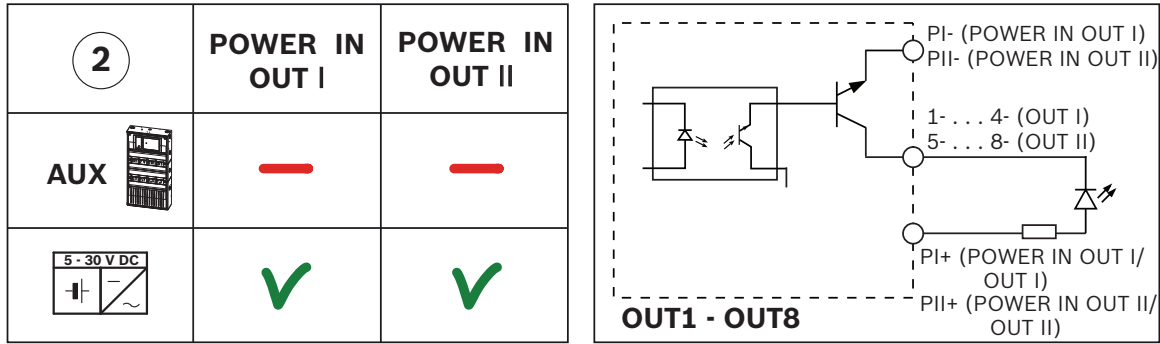 2
POWER IN
OUT I
POWER IN
OUT II
AUX
5 - 30 V DC
PI- (POWER IN OUT I)
PII- (POWER IN OUT II)
1- . . . 4- (OUT I)
5- . . . 8- (OUT II)
PI+ (POWER IN OUT I/
OUT I)
PII+ (POWER IN OUT II/
OUT II)
OUT1 - OUT8